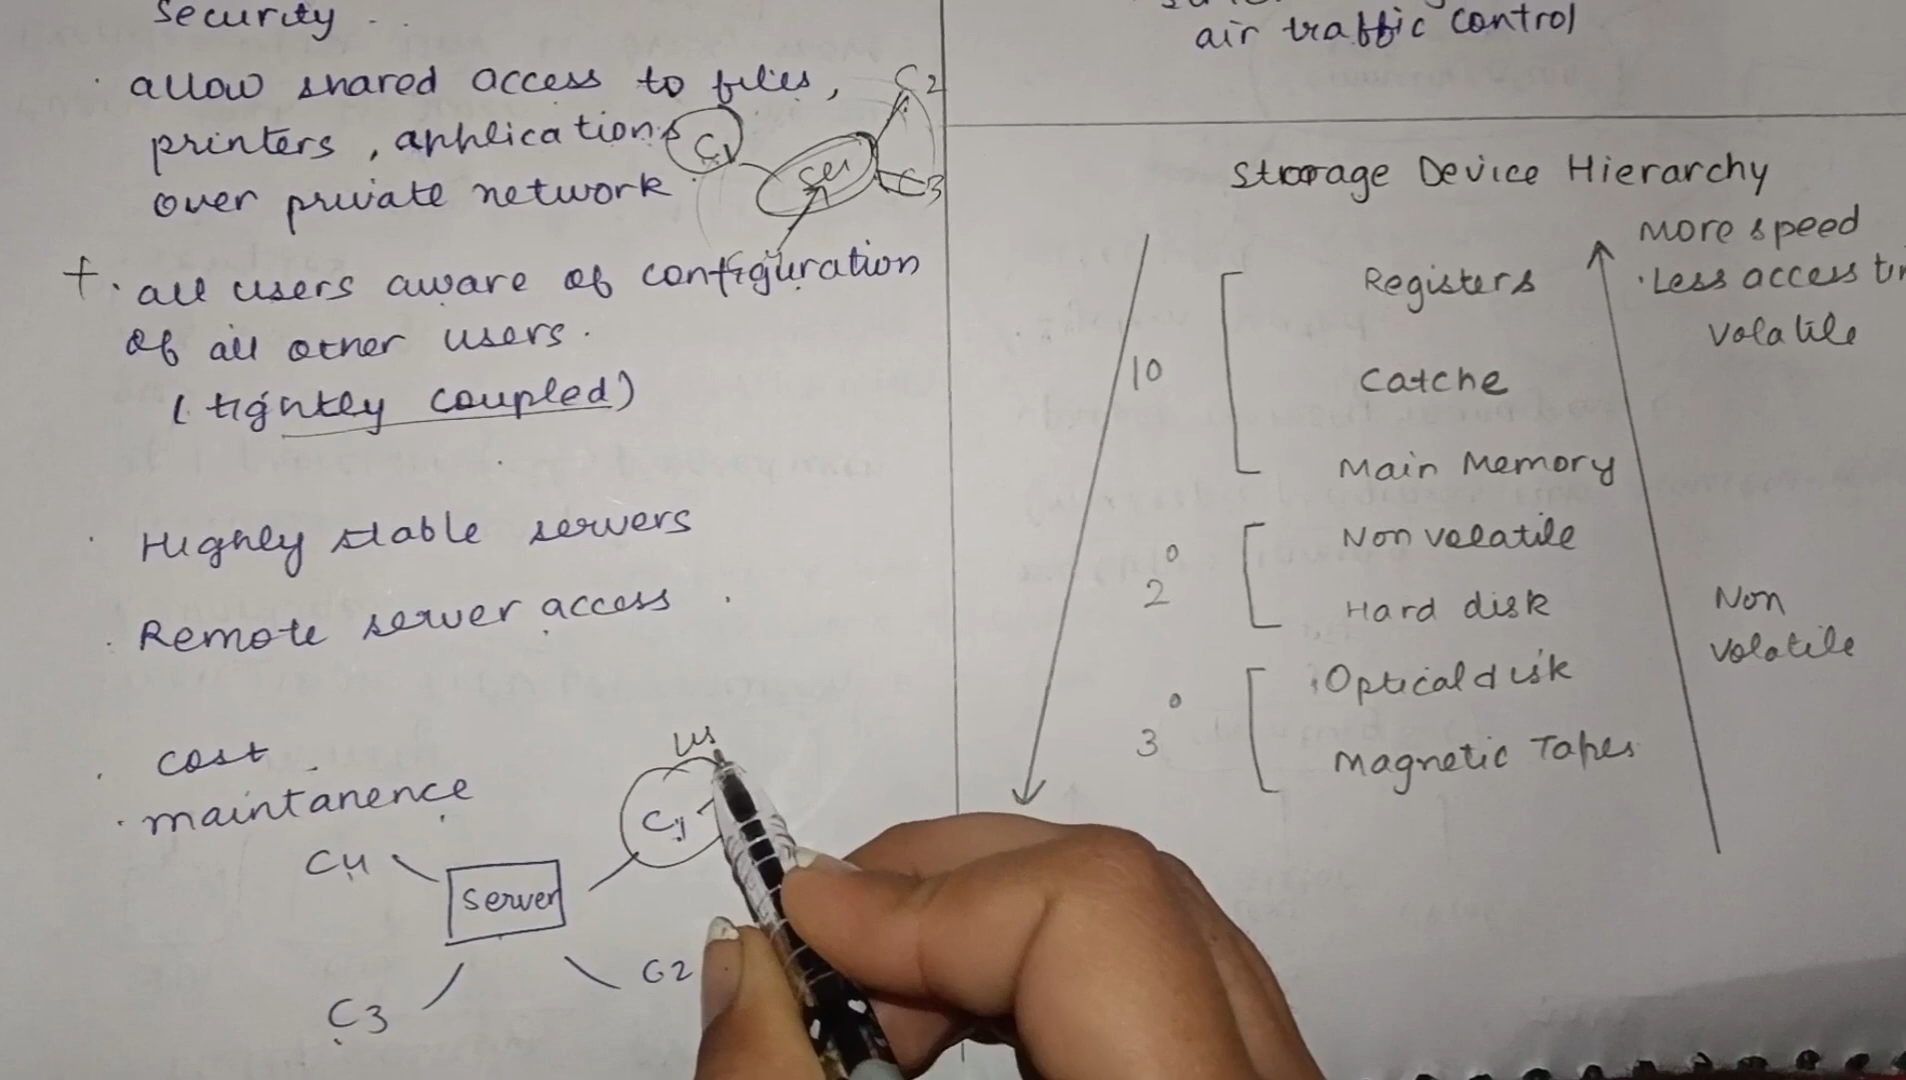 security.
. allow shared access to files,
printers, applications
over private network
C1
Ser
C2
C3
+. all users aware of configuration
of all other users.
(tightly coupled)
. Highly stable servers
. Remote server access.
. cost
. maintanence
C4
Server
C1
C3
C2
air traffic control
Storage Device Hierarchy
10
Registers
Catche
Main Memory
2°
Non volatile
Hard disk
3°
Optical disk
Magnetic Tapes
More speed
.Less access
volatile
Non
volatile